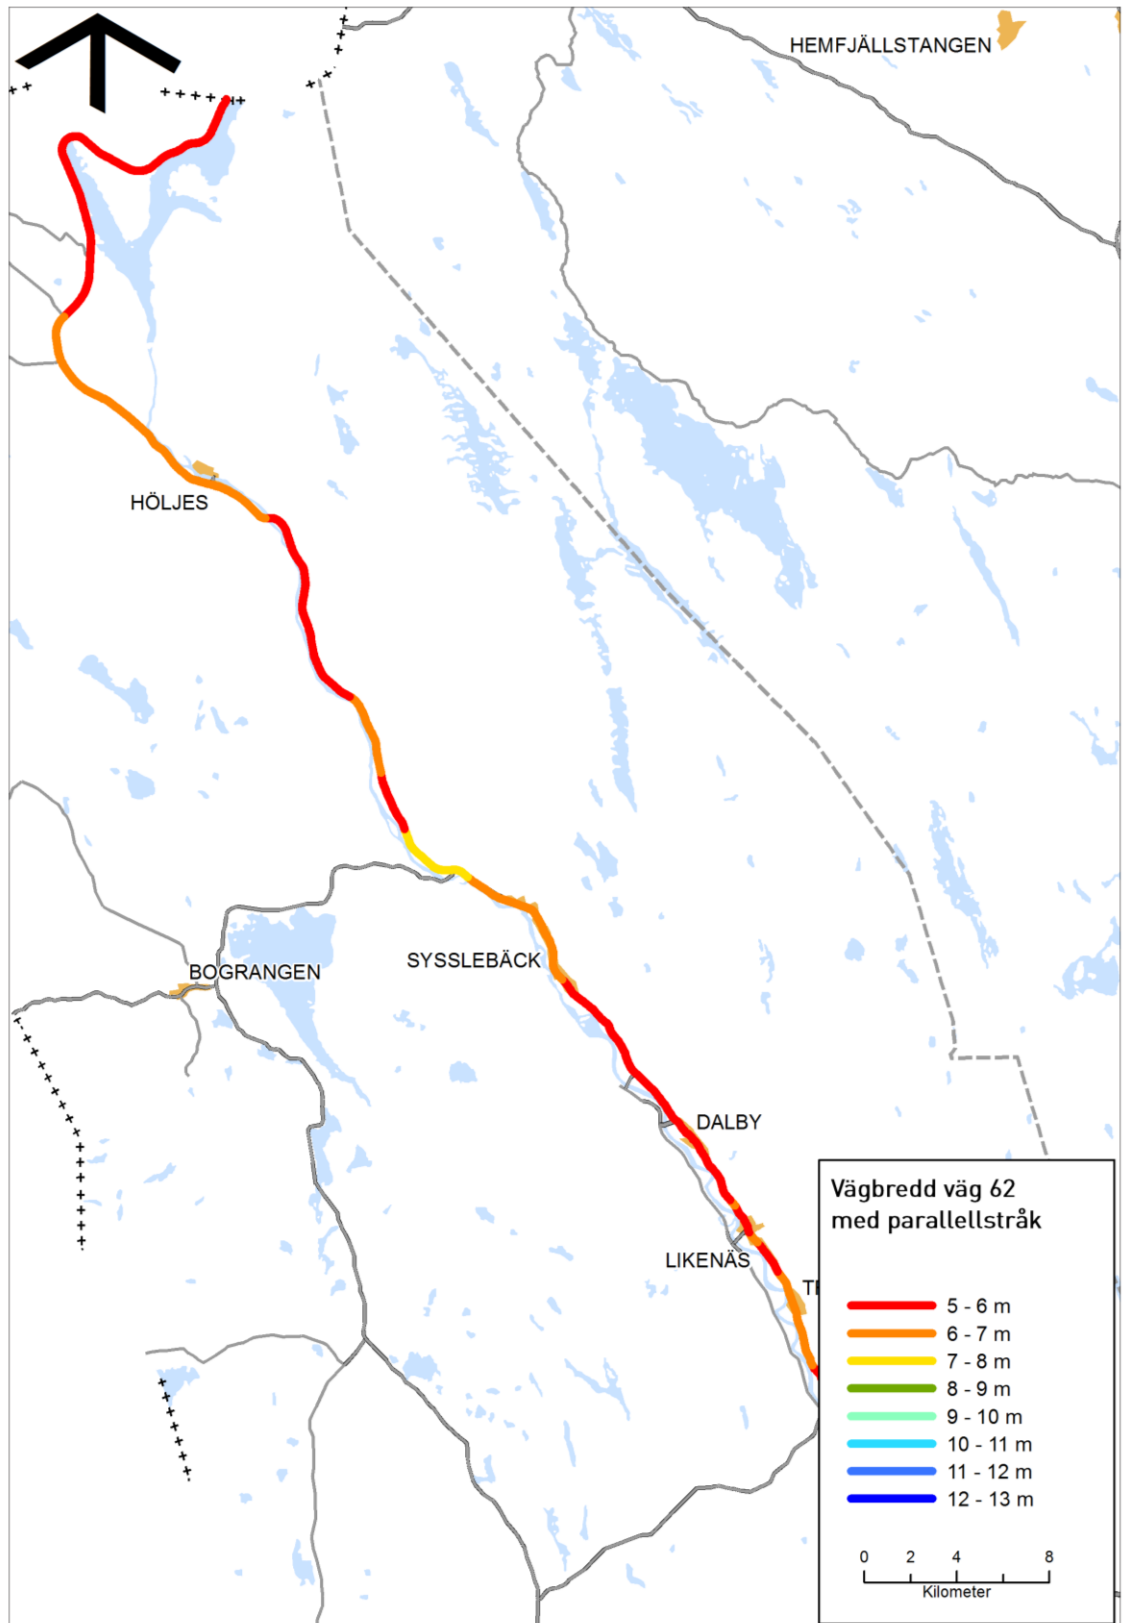 HEMFJÄLLSTANGEN
HÖLJES
SYSSLEBÄCK
BOGRANGEN
DALBY
LIKENÄS
Vägbredd väg 62
med parallellstråk
5 - 6 m
6 - 7 m
7 - 8 m
8 - 9 m
9 - 10 m
10 - 11 m
11 - 12 m
12 - 13 m
0 2 4 8
Kilometer